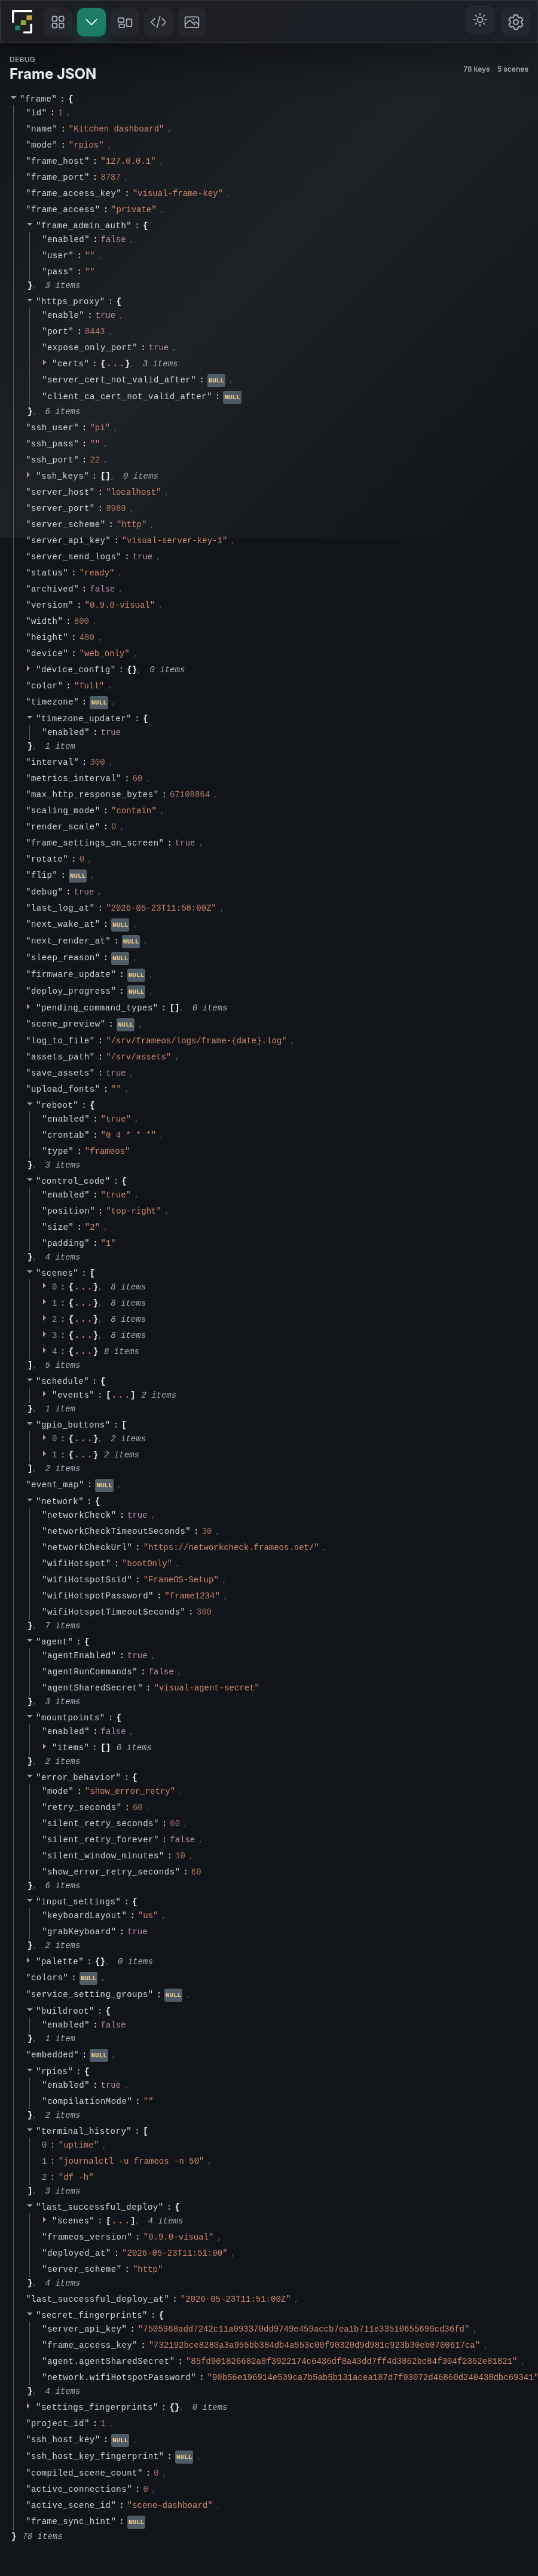 DEBUG
Frame JSON
78 keys 5 scenes
"frame" : {
"id" : 1 ,
"name" : "Kitchen dashboard" ,
"mode" : "rpios" ,
"frame_host" : "127.0.0.1" ,
"frame_port" : 8787 ,
"frame_access_key" : "visual-frame-key" ,
"frame_access" : "private" ,
"frame_admin_auth" : {
"enabled" : false ,
"user" : "" ,
"pass" : ""
}, 3 items
"https_proxy" : {
"enable" : true ,
"port" : 8443 ,
"expose_only_port" : true ,
"certs" : {...}, 3 items
"server_cert_not_valid_after" : NULL ,
"client_ca_cert_not_valid_after" : NULL
}, 6 items
"ssh_user" : "pi" ,
"ssh_pass" : "" ,
"ssh_port" : 22 ,
"ssh_keys" : [], 0 items
"server_host" : "localhost" ,
"server_port" : 8989 ,
"server_scheme" : "http" ,
"server_api_key" : "visual-server-key-1" ,
"server_send_logs" : true ,
"status" : "ready" ,
"archived" : false ,
"version" : "0.9.0-visual" ,
"width" : 800 ,
"height" : 480 ,
"device" : "web_only" ,
"device_config" : {}, 0 items
"color" : "full" ,
"timezone" : NULL ,
"timezone_updater" : {
"enabled" : true
}, 1 item
"interval" : 300 ,
"metrics_interval" : 60 ,
"max_http_response_bytes" : 67108864 ,
"scaling_mode" : "contain" ,
"render_scale" : 0 ,
"frame_settings_on_screen" : true ,
"rotate" : 0 ,
"flip" : NULL ,
"debug" : true ,
"last_log_at" : "2026-05-23T11:58:00Z" ,
"next_wake_at" : NULL ,
"next_render_at" : NULL ,
"sleep_reason" : NULL ,
"firmware_update" : NULL ,
"deploy_progress" : NULL ,
"pending_command_types" : [], 0 items
"scene_preview" : NULL ,
"log_to_file" : "/srv/frameos/logs/frame-{date}.log" ,
"assets_path" : "/srv/assets" ,
"save_assets" : true ,
"upload_fonts" : "" ,
"reboot" : {
"enabled" : "true" ,
"crontab" : "0 4 * * *" ,
"type" : "frameos"
}, 3 items
"control_code" : {
"enabled" : "true" ,
"position" : "top-right" ,
"size" : "2" ,
"padding" : "1"
}, 4 items
"scenes" : [
0 : {...}, 8 items
1 : {...}, 8 items
2 : {...}, 8 items
3 : {...}, 8 items
4 : {...} 8 items
], 5 items
"schedule" : {
"events" : [...] 2 items
}, 1 item
"gpio_buttons" : [
0 : {...}, 2 items
1 : {...} 2 items
], 2 items
"event_map" : NULL ,
"network" : {
"networkCheck" : true ,
"networkCheckTimeoutSeconds" : 30 ,
"networkCheckUrl" : "https://networkcheck.frameos.net/" ,
"wifiHotspot" : "bootOnly" ,
"wifiHotspotSsid" : "FrameOS-Setup" ,
"wifiHotspotPassword" : "frame1234" ,
"wifiHotspotTimeoutSeconds" : 300
}, 7 items
"agent" : {
"agentEnabled" : true ,
"agentRunCommands" : false ,
"agentSharedSecret" : "visual-agent-secret"
}, 3 items
"mountpoints" : {
"enabled" : false ,
"items" : [] 0 items
}, 2 items
"error_behavior" : {
"mode" : "show_error_retry" ,
"retry_seconds" : 60 ,
"silent_retry_seconds" : 60 ,
"silent_retry_forever" : false ,
"silent_window_minutes" : 10 ,
"show_error_retry_seconds" : 60
}, 6 items
"input_settings" : {
"keyboardLayout" : "us" ,
"grabKeyboard" : true
}, 2 items
"palette" : {}, 0 items
"colors" : NULL ,
"service_setting_groups" : NULL ,
"buildroot" : {
"enabled" : false
}, 1 item
"embedded" : NULL ,
"rpios" : {
"enabled" : true ,
"compilationMode" : ""
}, 2 items
"terminal_history" : [
0 : "uptime" ,
1 : "journalctl -u frameos -n 50" ,
2 : "df -h"
], 3 items
"last_successful_deploy" : {
"scenes" : [...], 4 items
"frameos_version" : "0.9.0-visual" ,
"deployed_at" : "2026-05-23T11:51:00" ,
"server_scheme" : "http"
}, 4 items
"last_successful_deploy_at" : "2026-05-23T11:51:00Z" ,
"secret_fingerprints" : {
"server_api_key" : "7505968add7242c11a093370dd9749e459accb7ea1b711e33510655699cd36fd" ,
"frame_access_key" : "732192bce8280a3a955bb384db4a553c00f90320d9d981c923b30eb0700617ca" ,
"agent.agentSharedSecret" : "85fd901826682a8f3922174c6436df8a43dd7ff4d3862bc84f304f2362e81821" ,
"network.wifiHotspotPassword" : "90b56e196914e539ca7b5ab5b131acea187d7f93072d46860d240438dbc69341"
}, 4 items
"settings_fingerprints" : {}, 0 items
"project_id" : 1 ,
"ssh_host_key" : NULL ,
"ssh_host_key_fingerprint" : NULL ,
"compiled_scene_count" : 0 ,
"active_connections" : 0 ,
"active_scene_id" : "scene-dashboard" ,
"frame_sync_hint" : NULL
} 78 items